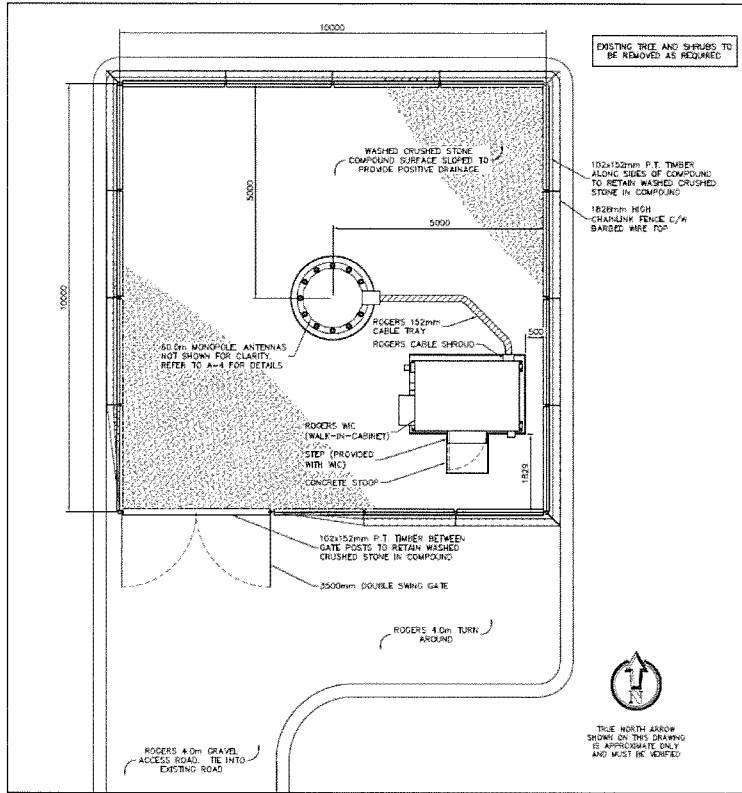 10000
EXISTING TREE AND SHRUBS TO
BE REMOVED AS REQUIRED
WASHED CRUSHED STONE
COMPOUND SURFACE SLOPED TO
PROVIDE POSITIVE DRAINAGE
102x152mm P.T. TIMBER
ALONG SIDES OF COMPOUND
TO RETAIN WASHED CRUSHED
STONE IN COMPOUND
1828mm HIGH
CHAINLINK FENCE C/W
BARBED WIRE TOP
5000
5000
10000
ROGERS 152mm
CABLE TRAY
500
ROGERS CABLE SHROUD
60.0m MONOPOLE ANTENNAS
NOT SHOWN FOR CLARITY.
REFER TO A-4 FOR DETAILS
ROGERS WIC
(WALK-IN-CABINET)
STEP (PROVIDED
WITH WIC)
CONCRETE STOOP
1829
102x152mm P.T. TIMBER BETWEEN
GATE POSTS TO RETAIN WASHED
CRUSHED STONE IN COMPOUND
3500mm DOUBLE SWING GATE
ROGERS 4.0m TURN
AROUND
N
TRUE NORTH ARROW
SHOWN ON THIS DRAWING
IS APPROXIMATE ONLY
AND MUST BE VERIFIED
ROGERS 4.0m GRAVEL
ACCESS ROAD. TIE INTO
EXISTING ROAD